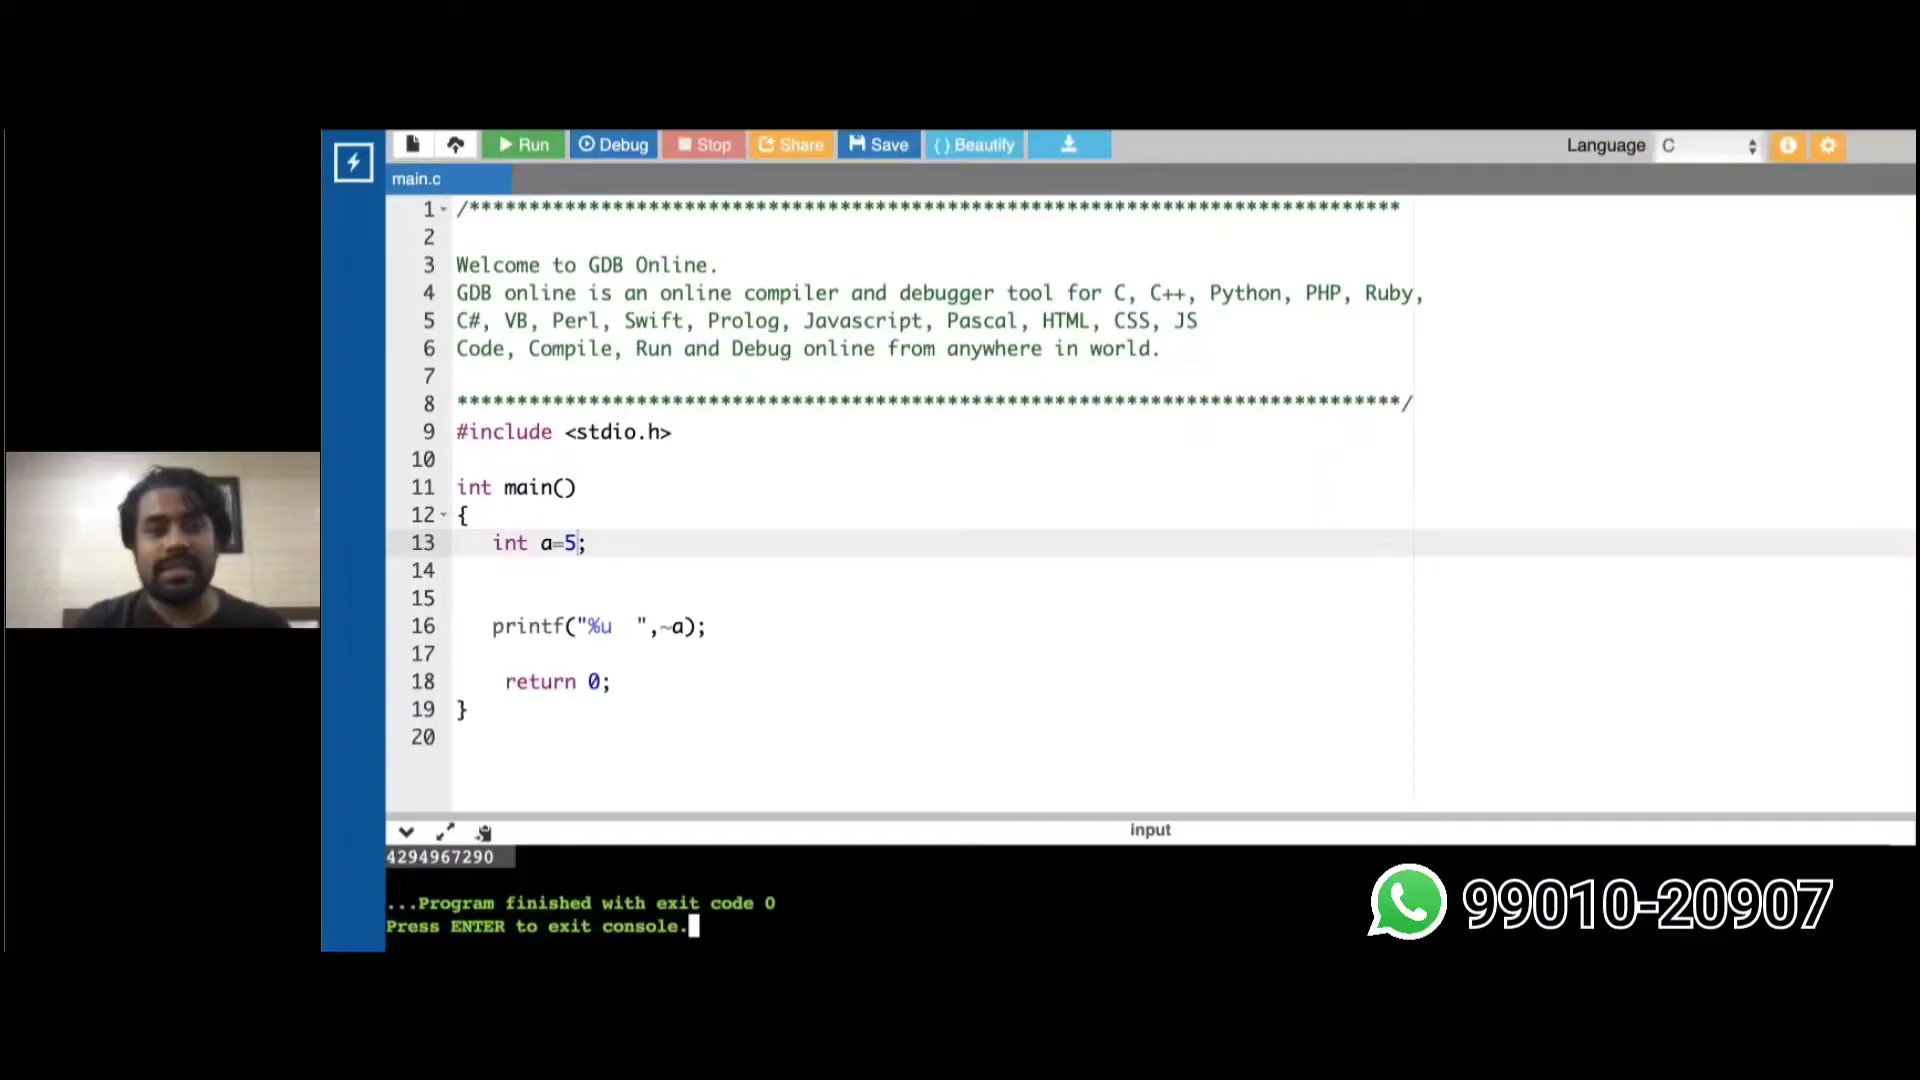 Run Debug Stop Share Save { } Beautify Language C
main.c
1 /******************************************************************************
2
3 Welcome to GDB Online.
4 GDB online is an online compiler and debugger tool for C, C++, Python, PHP, Ruby,
5 C#, VB, Perl, Swift, Prolog, Javascript, Pascal, HTML, CSS, JS
6 Code, Compile, Run and Debug online from anywhere in world.
7
8 *******************************************************************************/
9 #include <stdio.h>
10
11 int main()
12 {
13 int a=5;
14
15
16 printf("%u  ",~a);
17
18 return 0;
19 }
20
input
4294967290
...Program finished with exit code 0
Press ENTER to exit console.
99010-20907